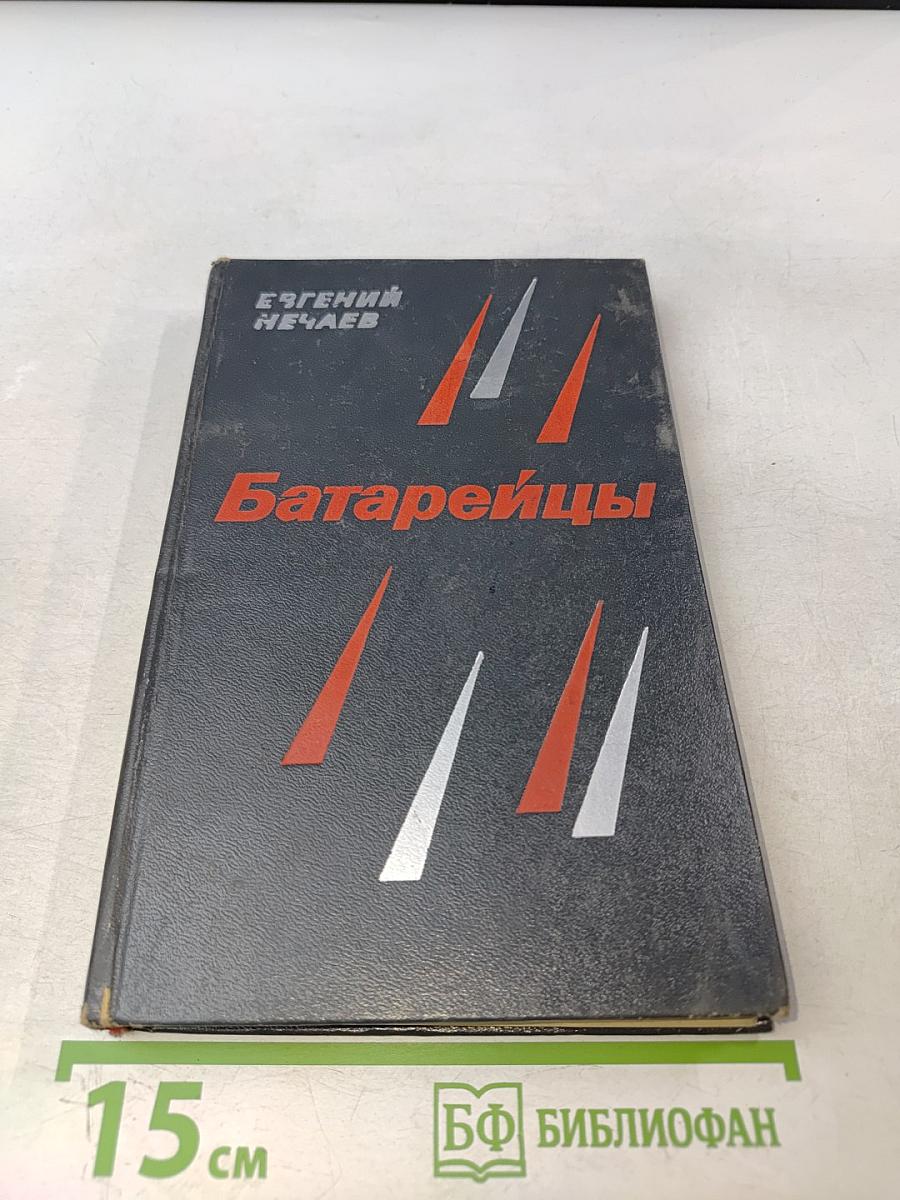 ЕВГЕНИЙ
НЕЧАЕВ
Батарейцы
15 см
БФ БИБЛИОФАН